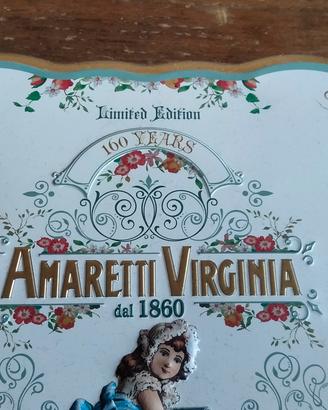 Limited Edition
160 YEARS
AMARETTI VIRGINIA
dal 1860